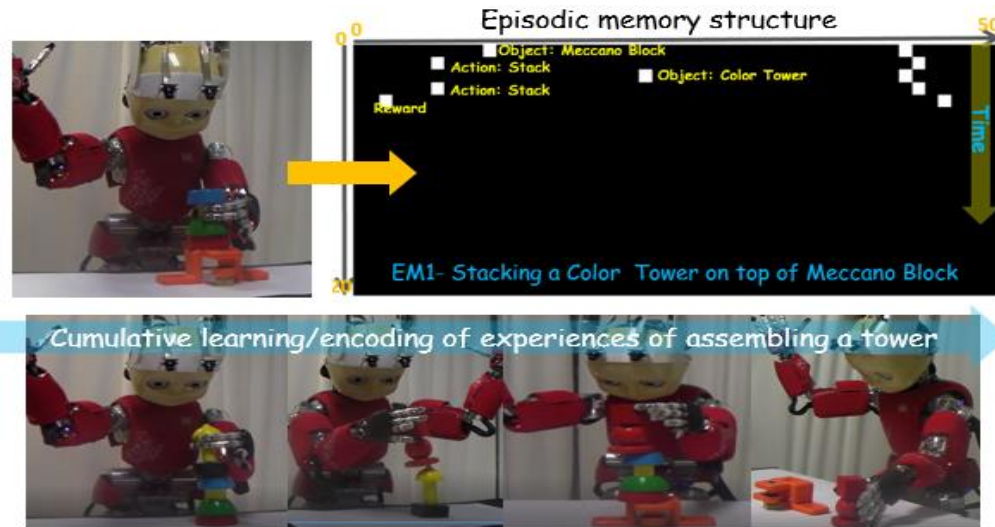 Episodic memory structure
0
0
50
Object: Meccano Block
Action: Stack
Object: Color Tower
Action: Stack
Reward
Time
EM1- Stacking a Color Tower on top of Meccano Block
20
Cumulative learning/encoding of experiences of assembling a tower